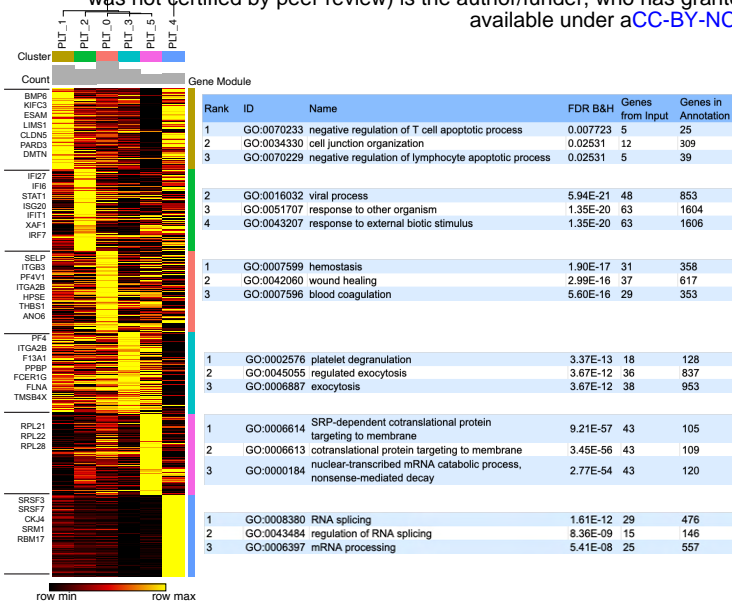 was not certified by peer review) is the author/funder, who has grante
available under aCC-BY-NC
PLT_1 PLT_2 PLT_0 PLT_3 PLT_5 PLT_4
Cluster
Count
Gene Module
BMP6
KIFC3
ESAM
LIMS1
CLDN5
PARD3
DMTN
Rank ID Name FDR B&H Genes from Input Genes in Annotation
1 GO:0070233 negative regulation of T cell apoptotic process 0.007723 5 25
2 GO:0034330 cell junction organization 0.02531 12 309
3 GO:0070229 negative regulation of lymphocyte apoptotic process 0.02531 5 39
IFI27
IFI6
STAT1
ISG20
IFIT1
XAF1
IRF7
2 GO:0016032 viral process 5.94E-21 48 853
3 GO:0051707 response to other organism 1.35E-20 63 1604
4 GO:0043207 response to external biotic stimulus 1.35E-20 63 1606
SELP
ITGB3
PF4V1
ITGA2B
HPSE
THBS1
ANO6
1 GO:0007599 hemostasis 1.90E-17 31 358
2 GO:0042060 wound healing 2.99E-16 37 617
3 GO:0007596 blood coagulation 5.60E-16 29 353
PF4
ITGA2B
F13A1
PPBP
FCER1G
FLNA
TMSB4X
1 GO:0002576 platelet degranulation 3.37E-13 18 128
2 GO:0045055 regulated exocytosis 3.67E-12 36 837
3 GO:0006887 exocytosis 3.67E-12 38 953
RPL21
RPL22
RPL28
1 GO:0006614 SRP-dependent cotranslational protein targeting to membrane 9.21E-57 43 105
2 GO:0006613 cotranslational protein targeting to membrane 3.45E-56 43 109
3 GO:0000184 nuclear-transcribed mRNA catabolic process, nonsense-mediated decay 2.77E-54 43 120
SRSF3
SRSF7
CKJ4
SRM1
RBM17
1 GO:0008380 RNA splicing 1.61E-12 29 476
2 GO:0043484 regulation of RNA splicing 8.36E-09 15 146
3 GO:0006397 mRNA processing 5.41E-08 25 557
row min row max